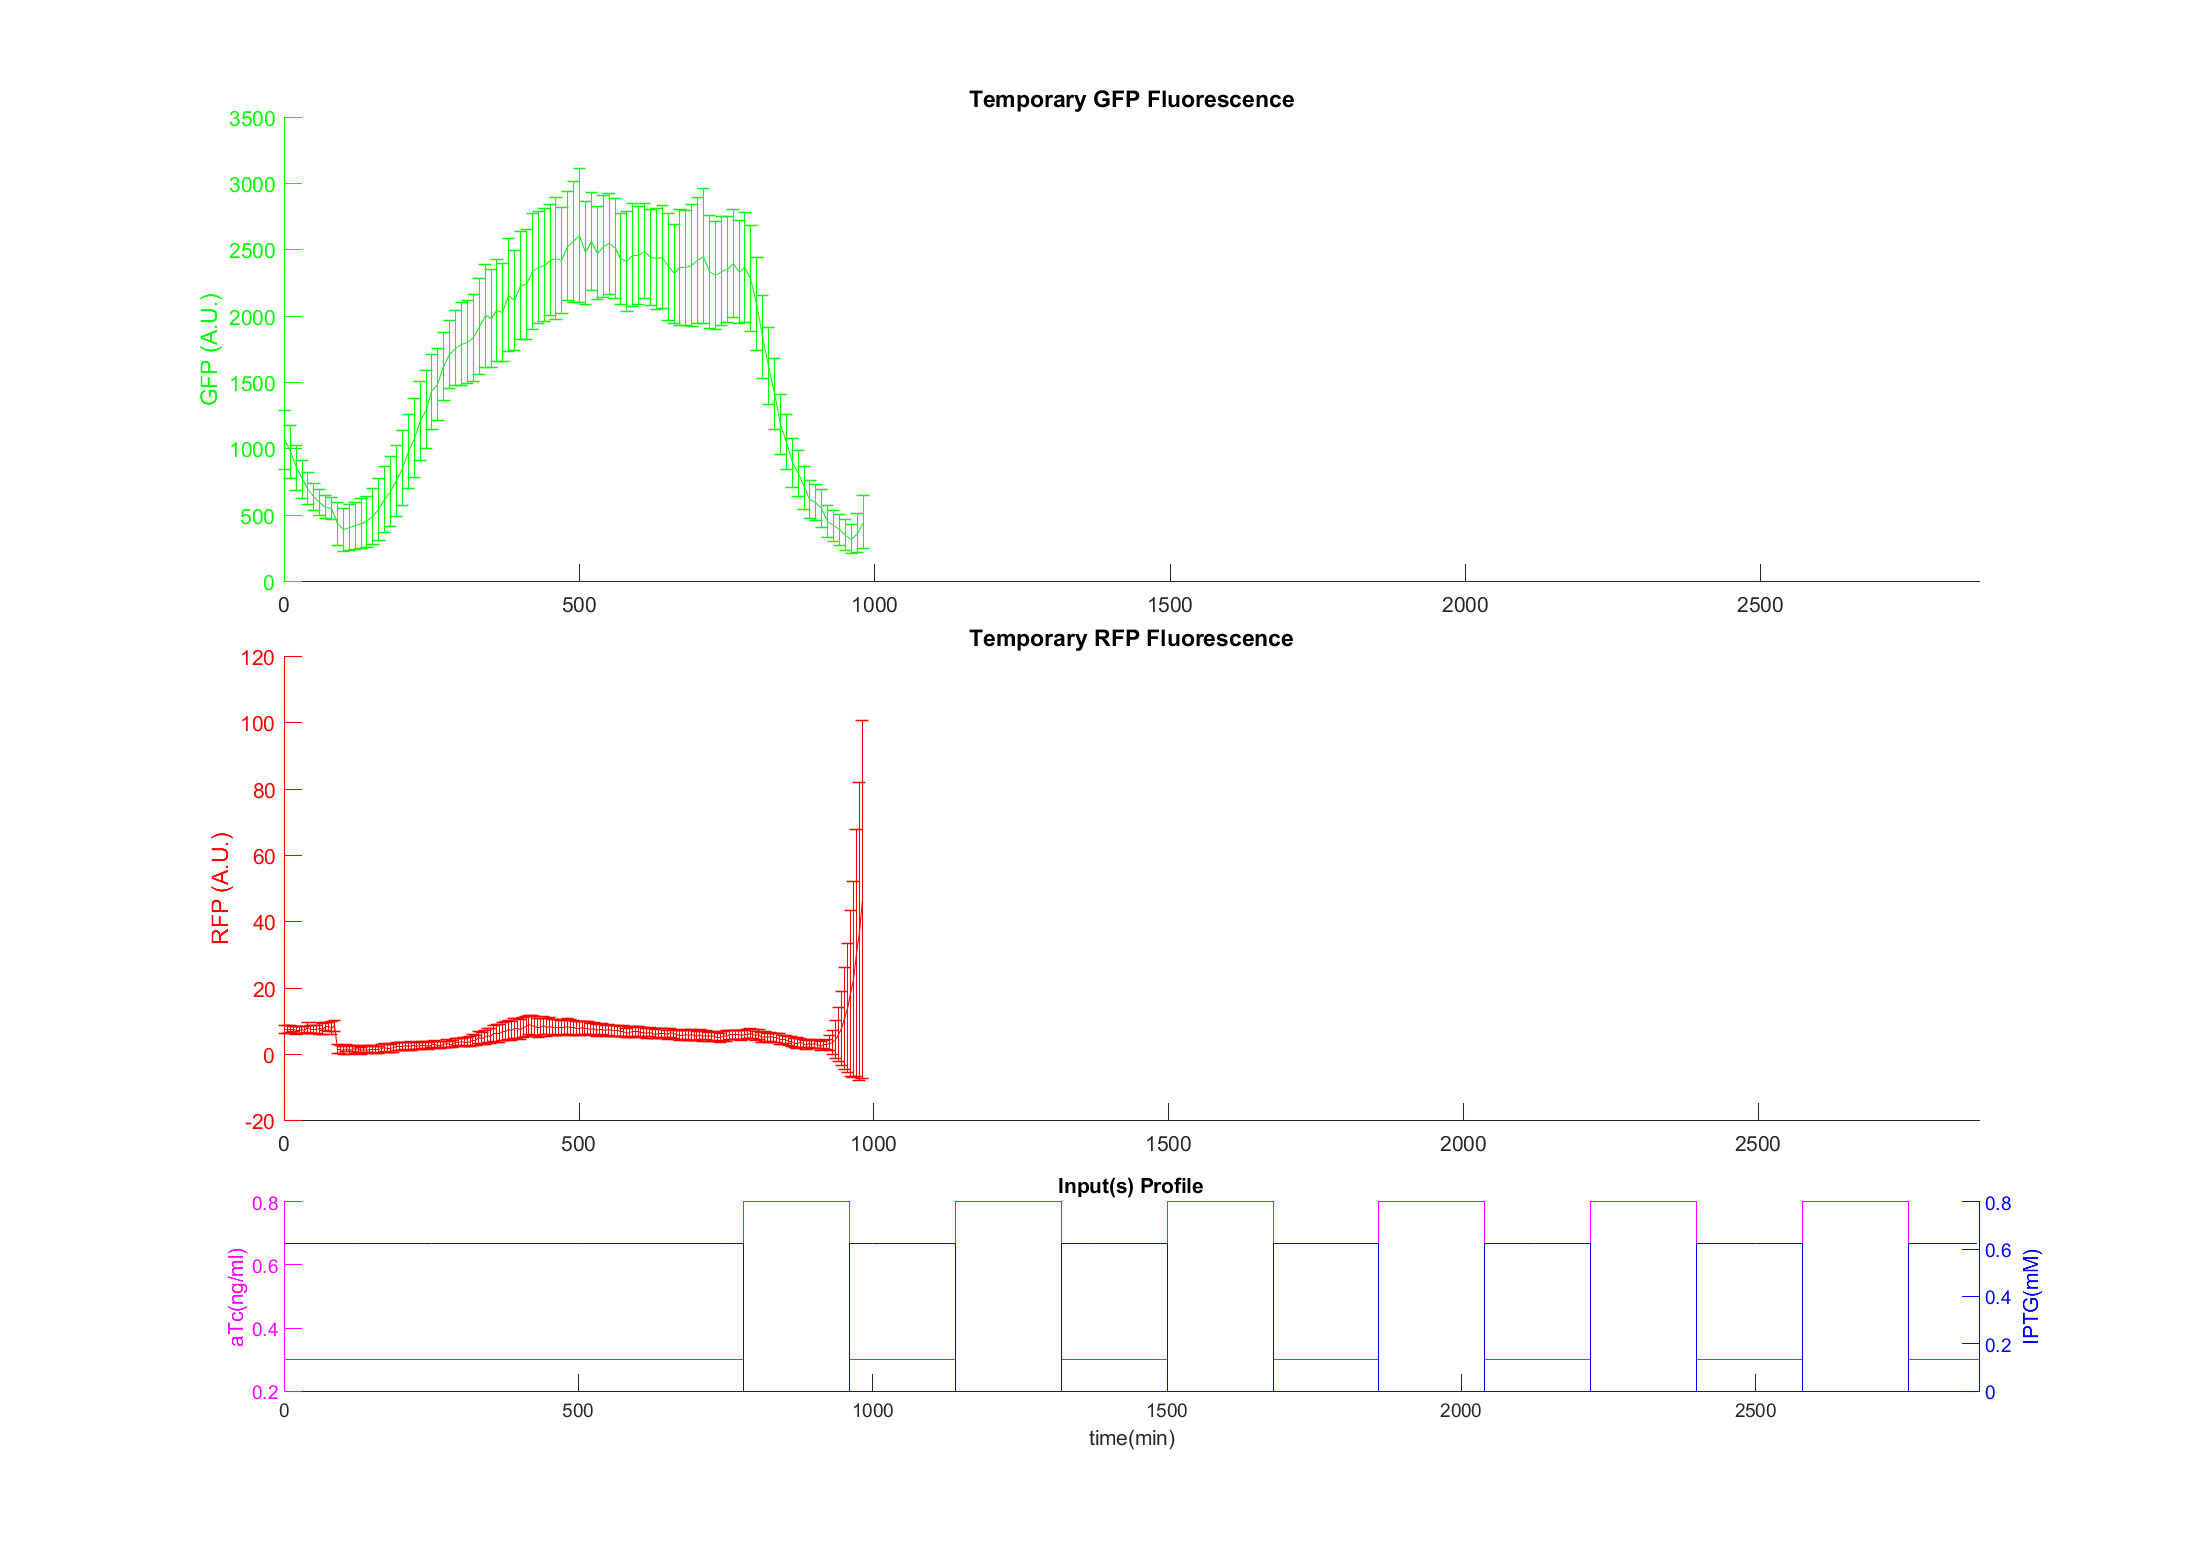 Temporary GFP Fluorescence
3500
3000
2500
2000
1500
1000
500
0
GFP (A.U.)
0 500 1000 1500 2000 2500
Temporary RFP Fluorescence
120
100
80
60
40
20
0
-20
RFP (A.U.)
0 500 1000 1500 2000 2500
Input(s) Profile
0.8
0.6
0.4
0.2
aTc(ng/ml)
0.8
0.6
0.4
0.2
0
IPTG(mM)
0 500 1000 1500 2000 2500
time(min)